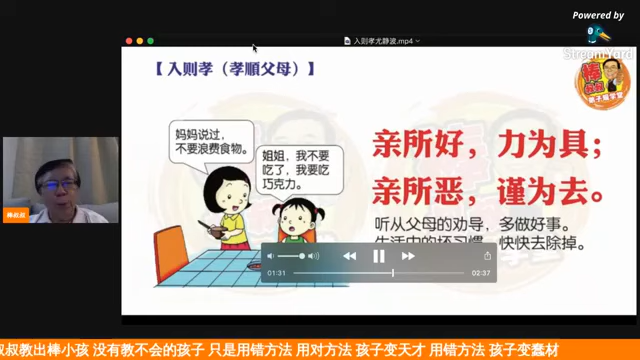 Powered by
StreamYard
入则孝尤静波.mp4
【入则孝（孝順父母）】
棒
妈妈说过，
不要浪费食物。
姐姐，我不要
吃了，我要吃
巧克力。
亲所好，力为具；
亲所恶，谨为去。
听从父母的劝导，多做好事。
生活中的坏习惯，快快去除掉。
01:31
02:37
棒叔叔
叔叔教出棒小孩 没有教不会的孩子 只是用错方法 用对方法 孩子变天才 用错方法 孩子变蠢材